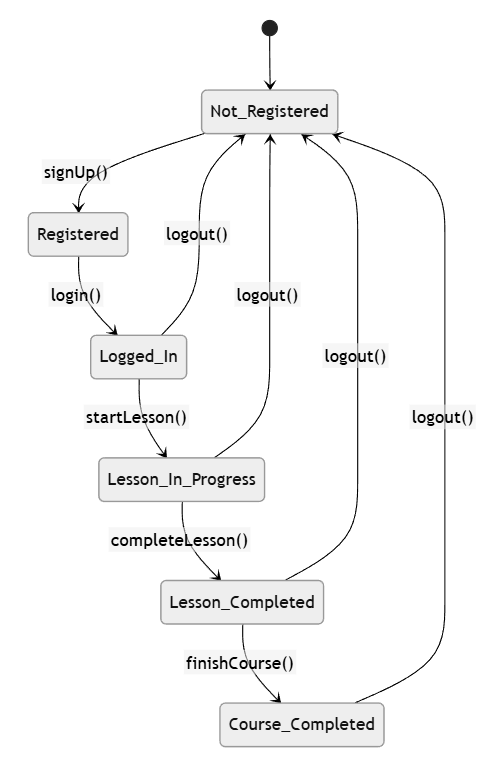 Not_Registered
signUp()
Registered
logout()
login()
logout()
Logged_In
logout()
startLesson()
logout()
Lesson_In_Progress
completeLesson()
Lesson_Completed
finishCourse()
Course_Completed